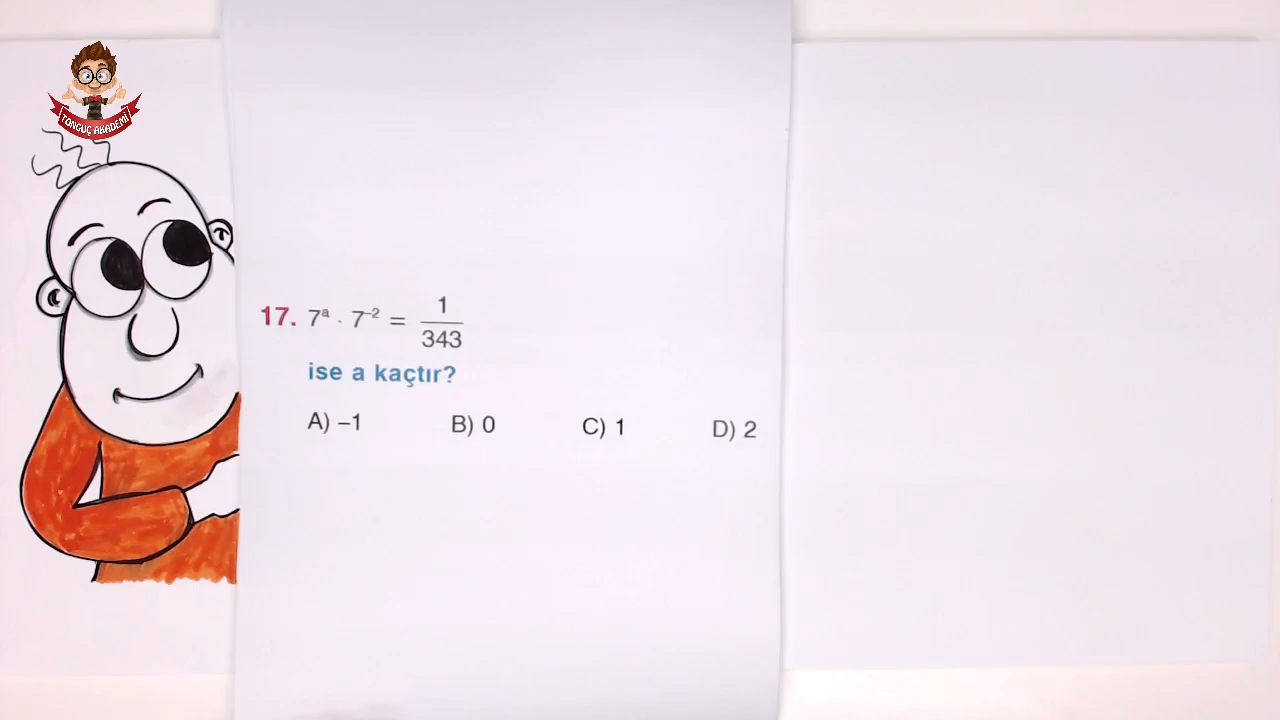 TONGUÇ AKADEMİ
17. 7ᵃ · 7⁻² = 1/343
ise a kaçtır?
A) –1 B) 0 C) 1 D) 2